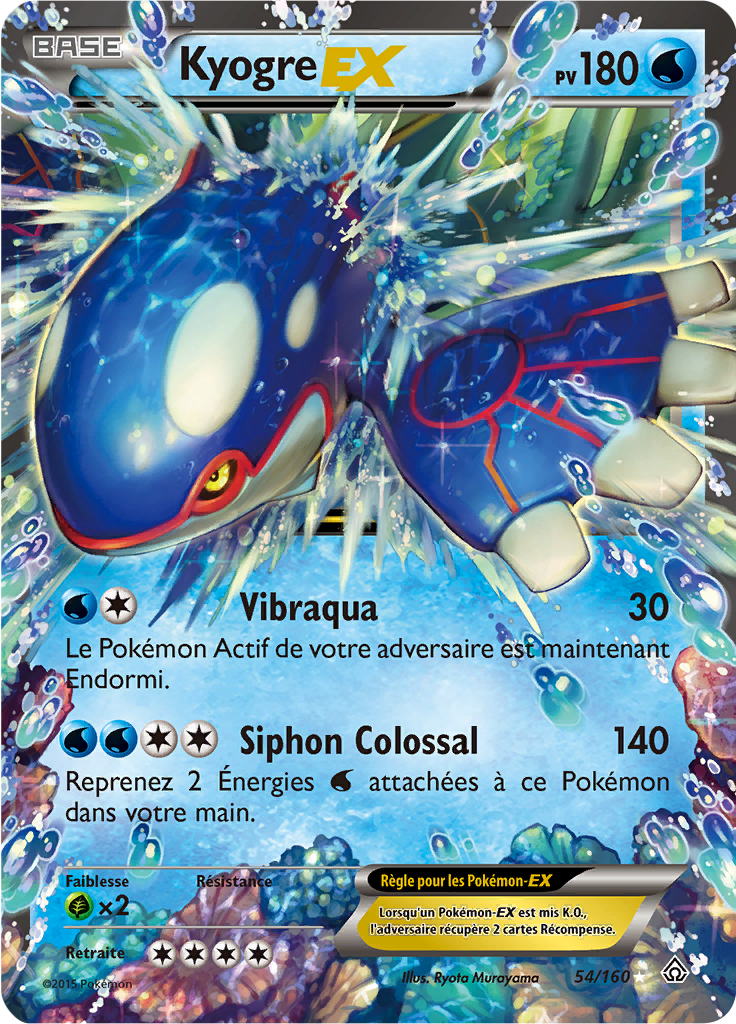 BASE
Kyogre EX
PV 180
Vibraqua 30
Le Pokémon Actif de votre adversaire est maintenant
Endormi.
Siphon Colossal 140
Reprenez 2 Énergies attachées à ce Pokémon
dans votre main.
Faiblesse Résistance
×2
Règle pour les Pokémon-EX
Lorsqu'un Pokémon-EX est mis K.O.,
l'adversaire récupère 2 cartes Récompense.
Retraite
Illus. Ryota Murayama 54/160
©2015 Pokémon